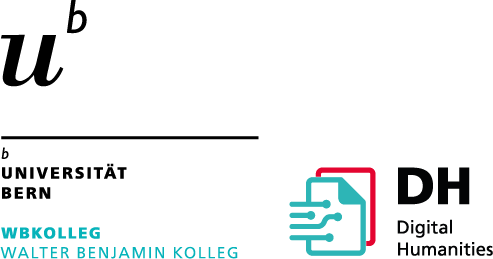 u
b
b
UNIVERSITÄT
BERN
WBKOLLEG
WALTER BENJAMIN KOLLEG
DH
Digital
Humanities